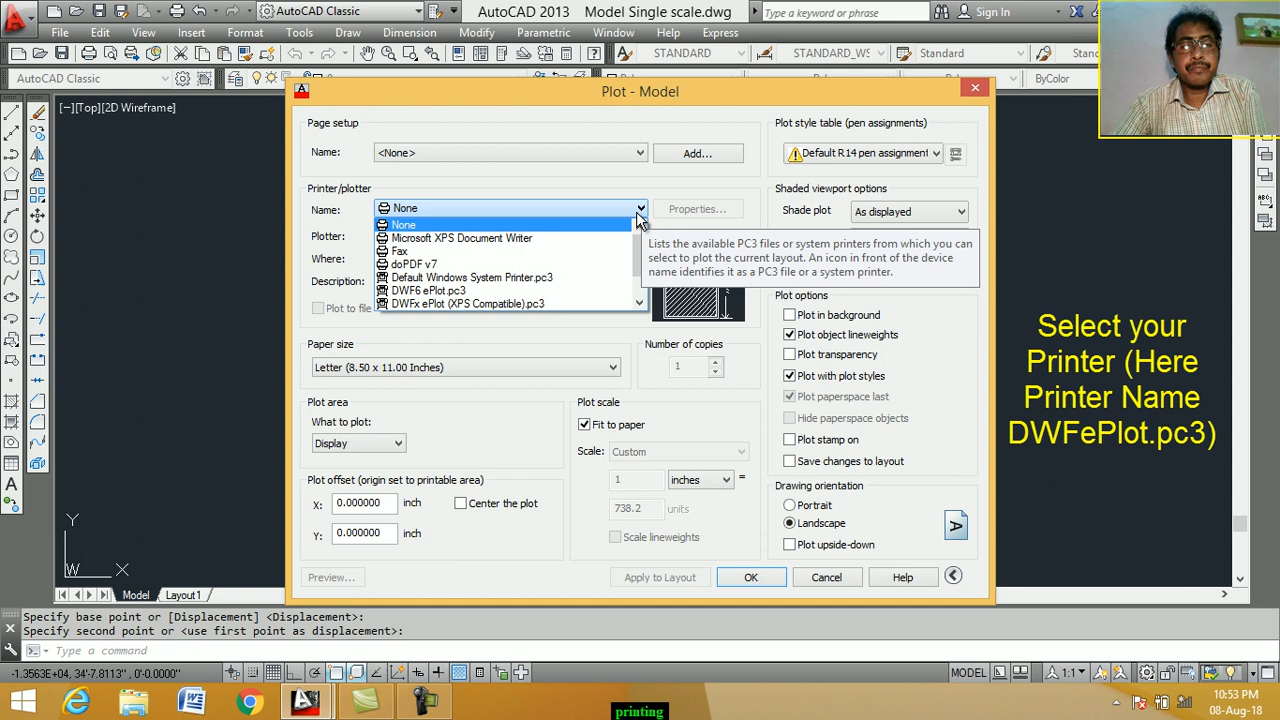 AutoCAD Classic
AutoCAD 2013 Model Single scale.dwg
Type a keyword or phrase
Sign In
File Edit View Insert Format Tools Draw Dimension Modify Parametric Window Help Express
STANDARD
STANDARD_WS
Standard
AutoCAD Classic
ByColor
[−][Top][2D Wireframe]
Plot - Model
Page setup
Name: <None> Add...
Printer/plotter
Name: None Properties...
None
Microsoft XPS Document Writer
Fax
doPDF v7
Default Windows System Printer.pc3
DWF6 ePlot.pc3
DWFx ePlot (XPS Compatible).pc3
Plotter:
Where:
Description:
Plot to file
Lists the available PC3 files or system printers from which you can
select to plot the current layout. An icon in front of the device
name identifies it as a PC3 file or a system printer.
Paper size
Letter (8.50 x 11.00 Inches)
Number of copies
1
Plot area
What to plot:
Display
Plot offset (origin set to printable area)
X: 0.000000 inch Center the plot
Y: 0.000000 inch
Plot scale
Fit to paper
Scale: Custom
1 inches =
738.2 units
Scale lineweights
Plot style table (pen assignments)
Default R14 pen assignment
Shaded viewport options
Shade plot As displayed
Plot options
Plot in background
Plot object lineweights
Plot transparency
Plot with plot styles
Plot paperspace last
Hide paperspace objects
Plot stamp on
Save changes to layout
Drawing orientation
Portrait
Landscape
Plot upside-down
A
Preview... Apply to Layout OK Cancel Help
Select your
Printer (Here
Printer Name
DWFePlot.pc3)
Y
W X
Model Layout1
Specify base point or [Displacement] <Displacement>:
Specify second point or <use first point as displacement>:
Type a command
-1.3563E+04, 34'-7.8113", 0'-0.0000"
MODEL 1:1
10:53 PM
08-Aug-18
printing